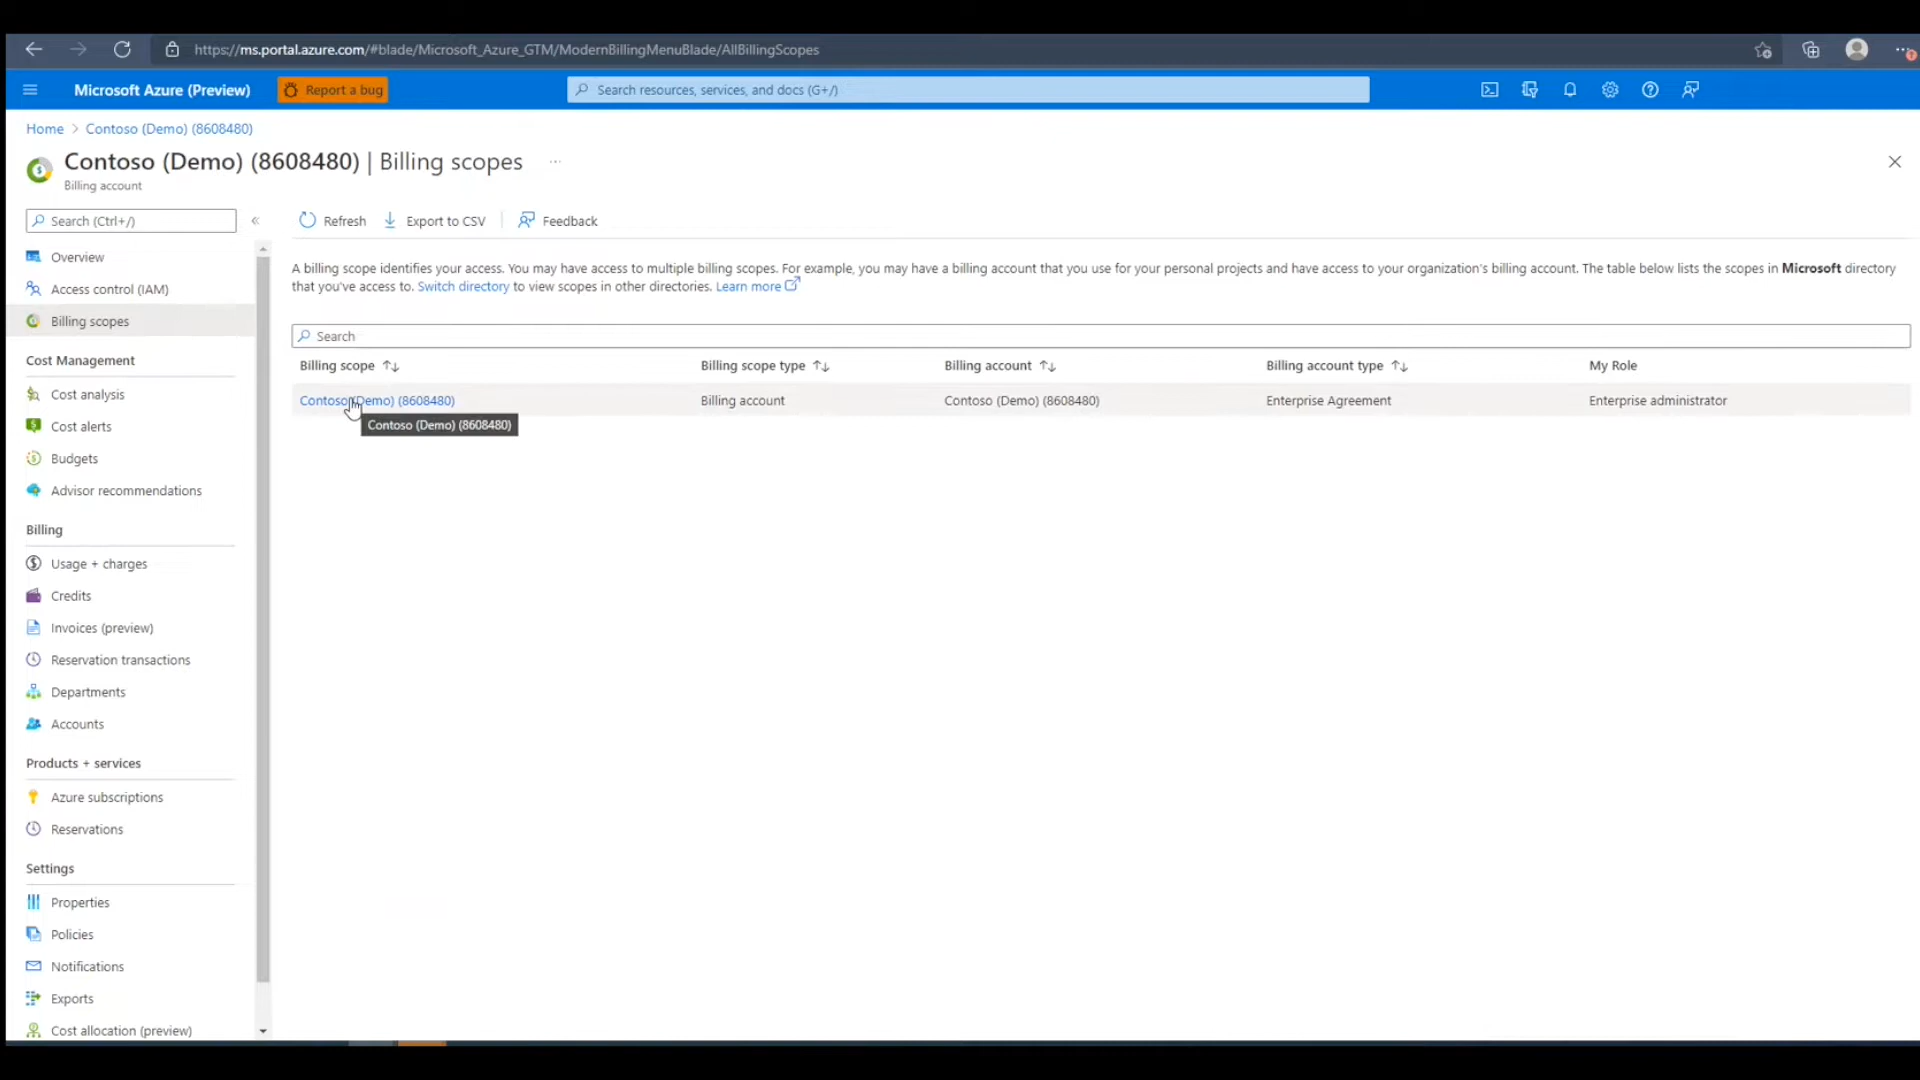 https://ms.portal.azure.com/#blade/Microsoft_Azure_GTM/ModernBillingMenuBlade/AllBillingScopes
Microsoft Azure (Preview)
Report a bug
Search resources, services, and docs (G+/)
Home > Contoso (Demo) (8608480)
Contoso (Demo) (8608480) | Billing scopes ...
Billing account
Search (Ctrl+/)
«
Refresh
Export to CSV
Feedback
Overview
Access control (IAM)
Billing scopes
Cost Management
Cost analysis
Cost alerts
Budgets
Advisor recommendations
Billing
Usage + charges
Credits
Invoices (preview)
Reservation transactions
Departments
Accounts
Products + services
Azure subscriptions
Reservations
Settings
Properties
Policies
Notifications
Exports
Cost allocation (preview)
A billing scope identifies your access. You may have access to multiple billing scopes. For example, you may have a billing account that you use for your personal projects and have access to your organization's billing account. The table below lists the scopes in Microsoft directory
that you've access to. Switch directory to view scopes in other directories. Learn more
Search
Billing scope ↑↓ Billing scope type ↑↓ Billing account ↑↓ Billing account type ↑↓ My Role
Contoso (Demo) (8608480) Billing account Contoso (Demo) (8608480) Enterprise Agreement Enterprise administrator
Contoso (Demo) (8608480)